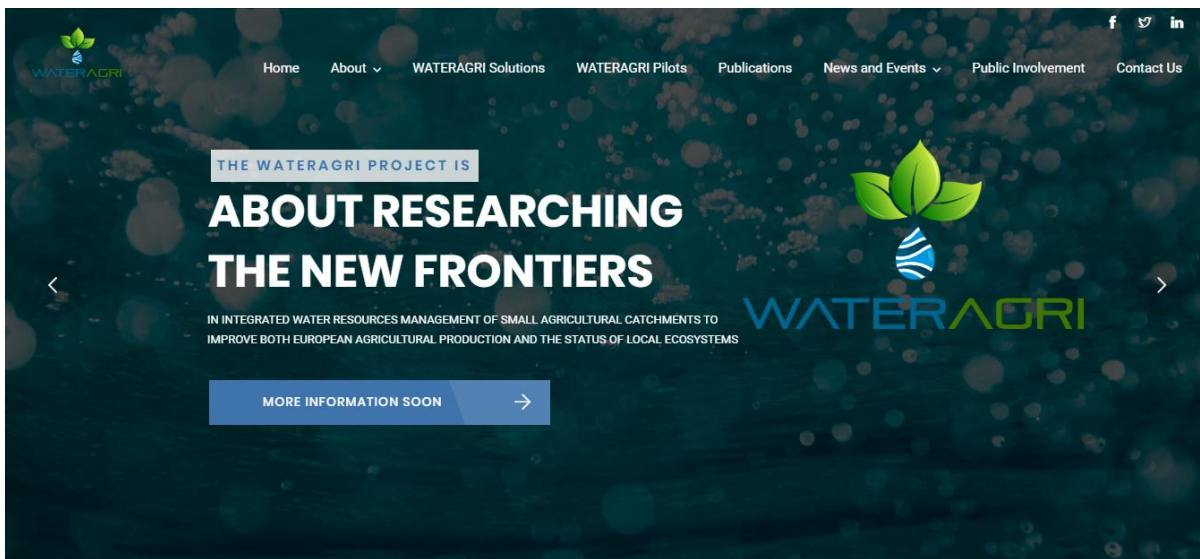 WATERAGRI
Home About WATERAGRI Solutions WATERAGRI Pilots Publications News and Events Public Involvement Contact Us
THE WATERAGRI PROJECT IS
ABOUT RESEARCHING
THE NEW FRONTIERS
IN INTEGRATED WATER RESOURCES MANAGEMENT OF SMALL AGRICULTURAL CATCHMENTS TO
IMPROVE BOTH EUROPEAN AGRICULTURAL PRODUCTION AND THE STATUS OF LOCAL ECOSYSTEMS
MORE INFORMATION SOON
WATERAGRI